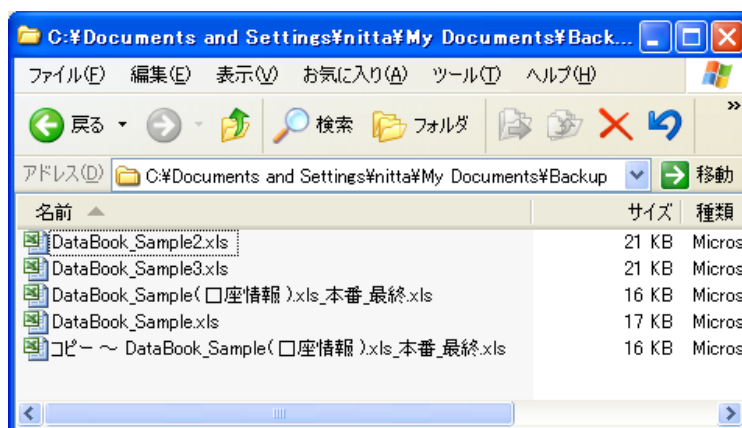 C:¥Documents and Settings¥nitta¥My Documents¥Back...
ファイル(F) 編集(E) 表示(V) お気に入り(A) ツール(T) ヘルプ(H)
戻る 検索 フォルダ »
アドレス(D) C:¥Documents and Settings¥nitta¥My Documents¥Backup 移動
名前 サイズ 種類
DataBook_Sample2.xls 21 KB Micros
DataBook_Sample3.xls 21 KB Micros
DataBook_Sample(口座情報).xls_本番_最終.xls 16 KB Micros
DataBook_Sample.xls 17 KB Micros
コピー ～ DataBook_Sample(口座情報).xls_本番_最終.xls 16 KB Micros